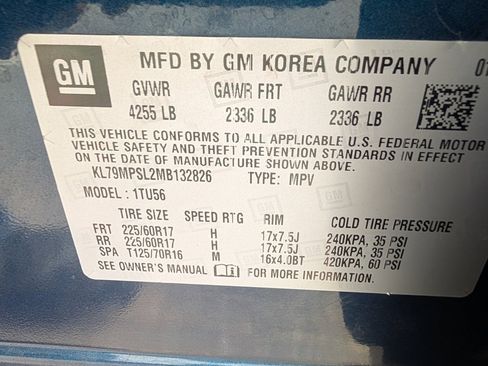 GM
MFD BY GM KOREA COMPANY 01
GVWR GAWR FRT GAWR RR
4255 LB 2336 LB 2336 LB
THIS VEHICLE CONFORMS TO ALL APPLICABLE U.S. FEDERAL MOTOR
VEHICLE SAFETY AND THEFT PREVENTION STANDARDS IN EFFECT
ON THE DATE OF MANUFACTURE SHOWN ABOVE.
KL79MPSL2MB132826 TYPE: MPV
MODEL: 1TU56
SPEED RTG RIM COLD TIRE PRESSURE
FRT 225/60R17 H 17x7.5J 240KPA, 35 PSI
RR 225/60R17 H 17x7.5J 240KPA, 35 PSI
SPA T125/70R16 M 16x4.0BT 420KPA, 60 PSI
SEE OWNER'S MANUAL FOR MORE INFORMATION.